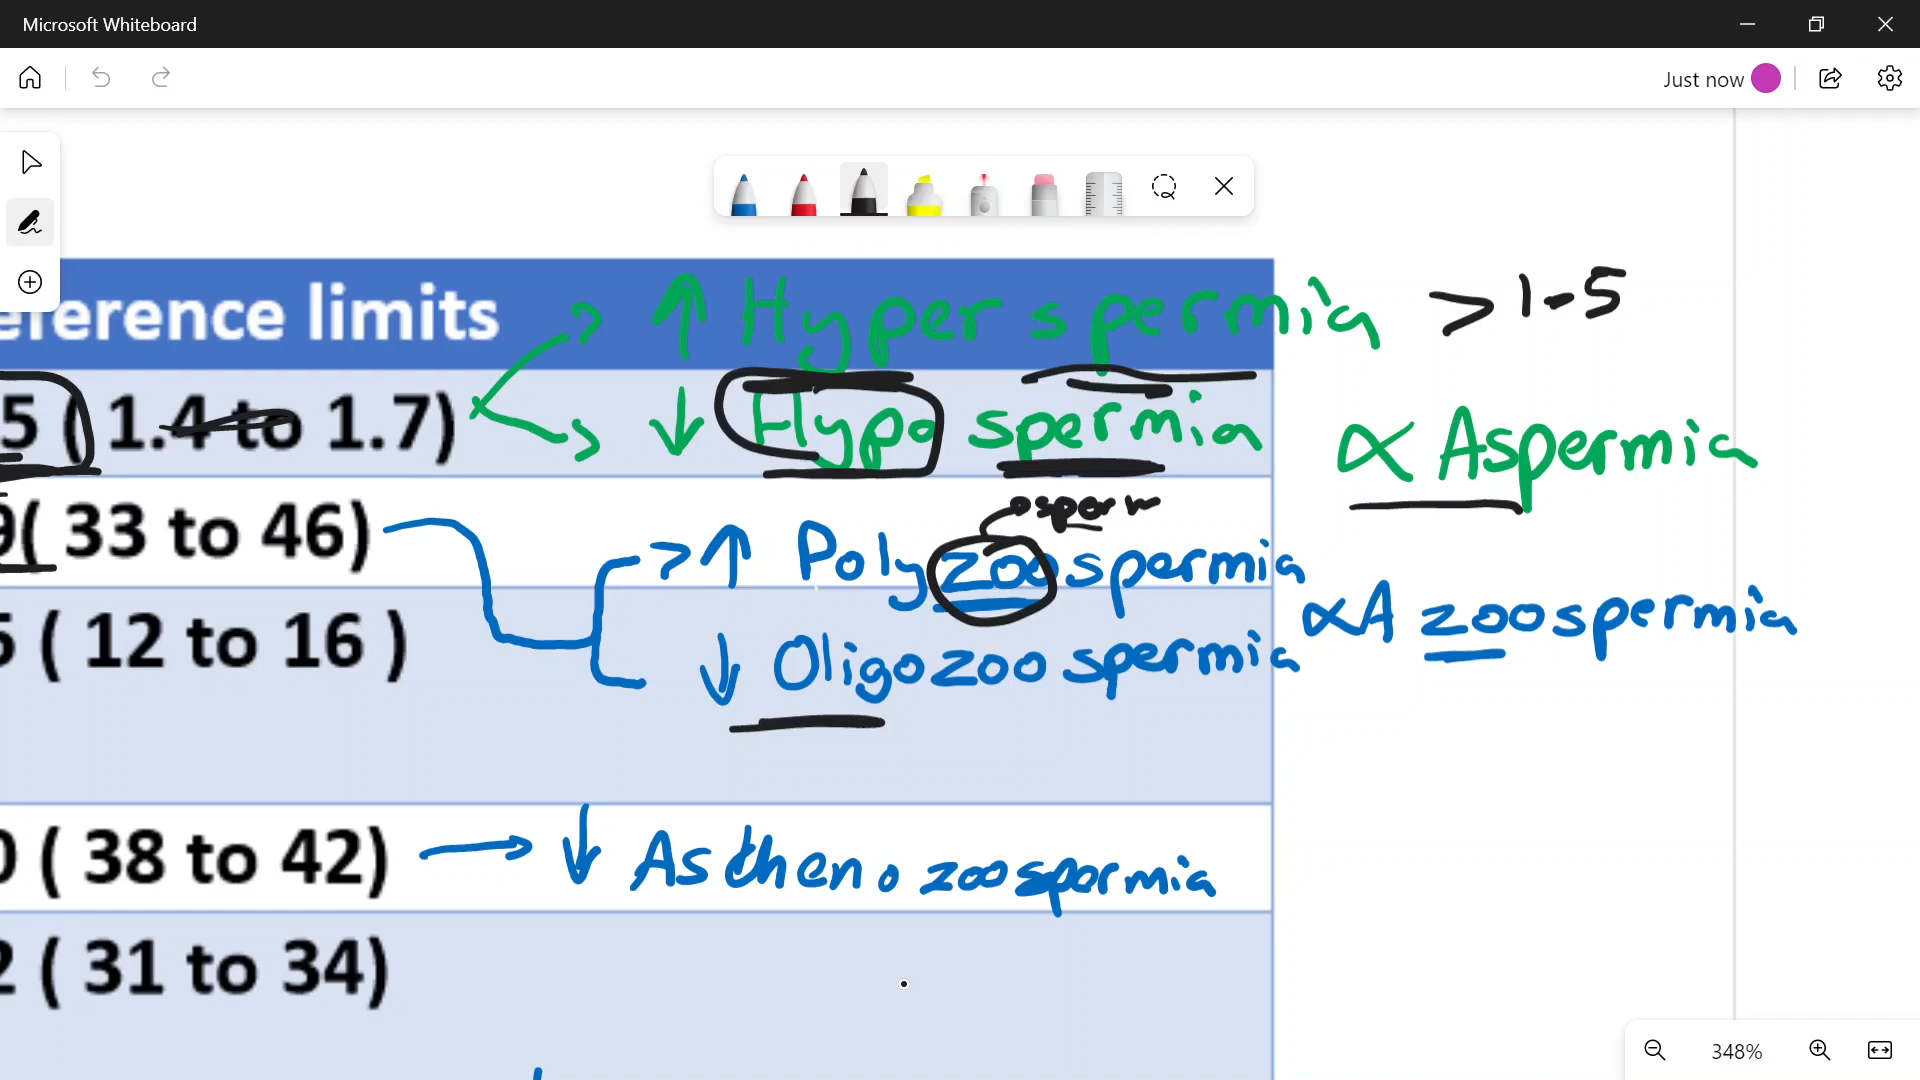 Microsoft Whiteboard
Just now
eference limits
↑ Hyper spermia > 1-5
5 ( 1.4 to 1.7)
↓ Hypo spermia
∝ Aspermia
sperm
9( 33 to 46)
> ↑ Polyzoospermia
∝A zoospermia
5 ( 12 to 16 )
↓ Oligozoospermia
0 ( 38 to 42) → ↓ Asthenozoospermia
2 ( 31 to 34)
348%